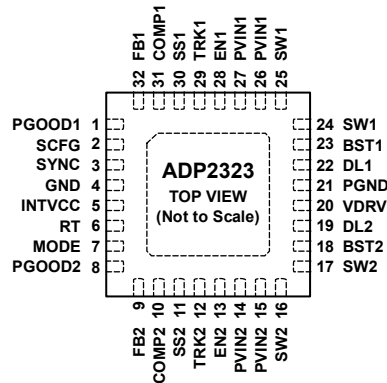 FB1
COMP1
SS1
TRK1
EN1
PVIN1
PVIN1
SW1
32
31
30
29
28
27
26
25
PGOOD1 1
SCFG 2
SYNC 3
GND 4
INTVCC 5
RT 6
MODE 7
PGOOD2 8
ADP2323
TOP VIEW
(Not to Scale)
24 SW1
23 BST1
22 DL1
21 PGND
20 VDRV
19 DL2
18 BST2
17 SW2
9
10
11
12
13
14
15
16
FB2
COMP2
SS2
TRK2
EN2
PVIN2
PVIN2
SW2